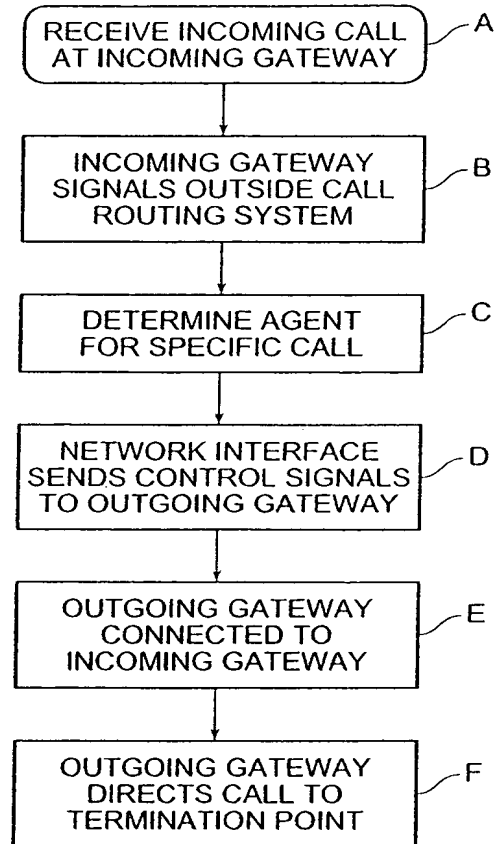 RECEIVE INCOMING CALL
AT INCOMING GATEWAY
A
INCOMING GATEWAY
SIGNALS OUTSIDE CALL
ROUTING SYSTEM
B
DETERMINE AGENT
FOR SPECIFIC CALL
C
NETWORK INTERFACE
SENDS CONTROL SIGNALS
TO OUTGOING GATEWAY
D
OUTGOING GATEWAY
CONNECTED TO
INCOMING GATEWAY
E
OUTGOING GATEWAY
DIRECTS CALL TO
TERMINATION POINT
F